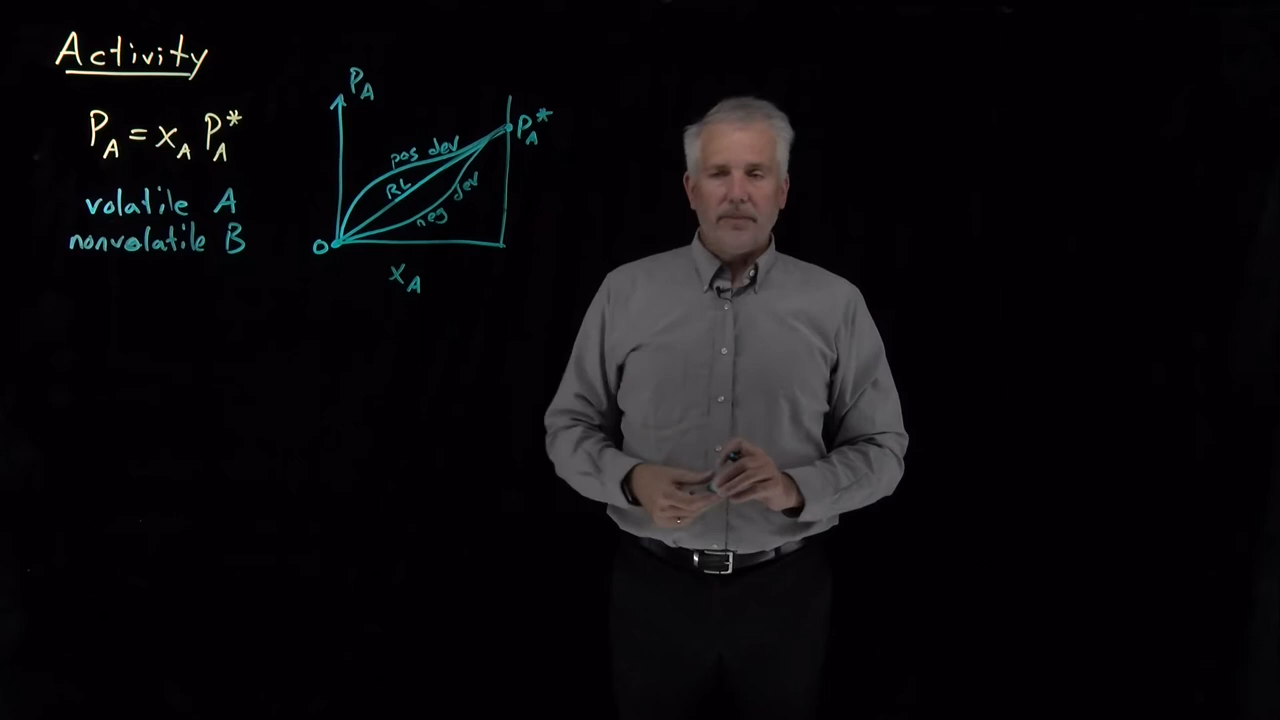 Activity
P_A = x_A P_A*
volatile A
nonvolatile B
P_A
P_A*
pos dev
RL
neg dev
0
x_A